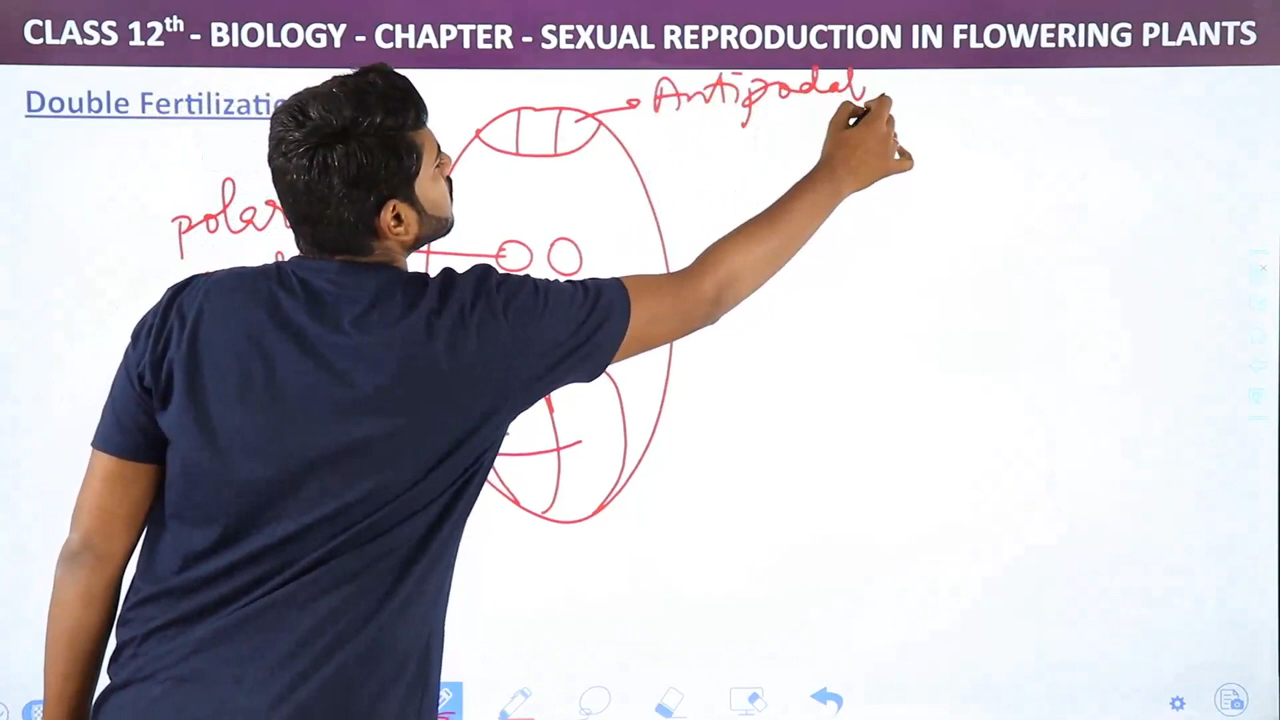 CLASS 12th - BIOLOGY - CHAPTER - SEXUAL REPRODUCTION IN FLOWERING PLANTS
Double Fertilizatio
Antipodal
polar